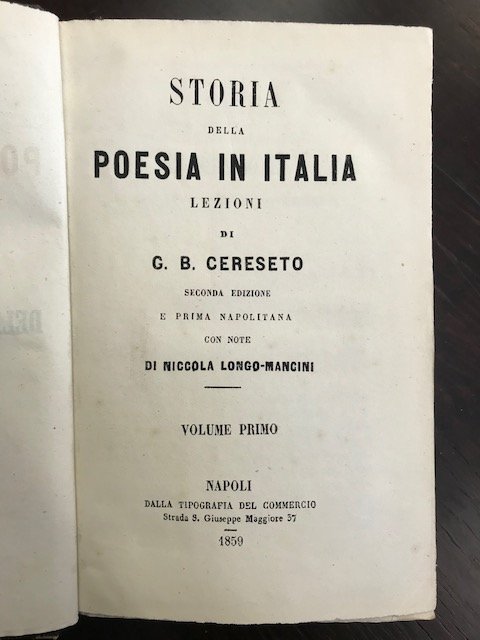 STORIA
DELLA
POESIA IN ITALIA
LEZIONI
DI
G. B. CERESETO
SECONDA EDIZIONE
E PRIMA NAPOLITANA
CON NOTE
DI NICCOLA LONGO-MANCINI
VOLUME PRIMO
NAPOLI
DALLA TIPOGRAFIA DEL COMMERCIO
Strada S. Giuseppe Maggiore 37
1859